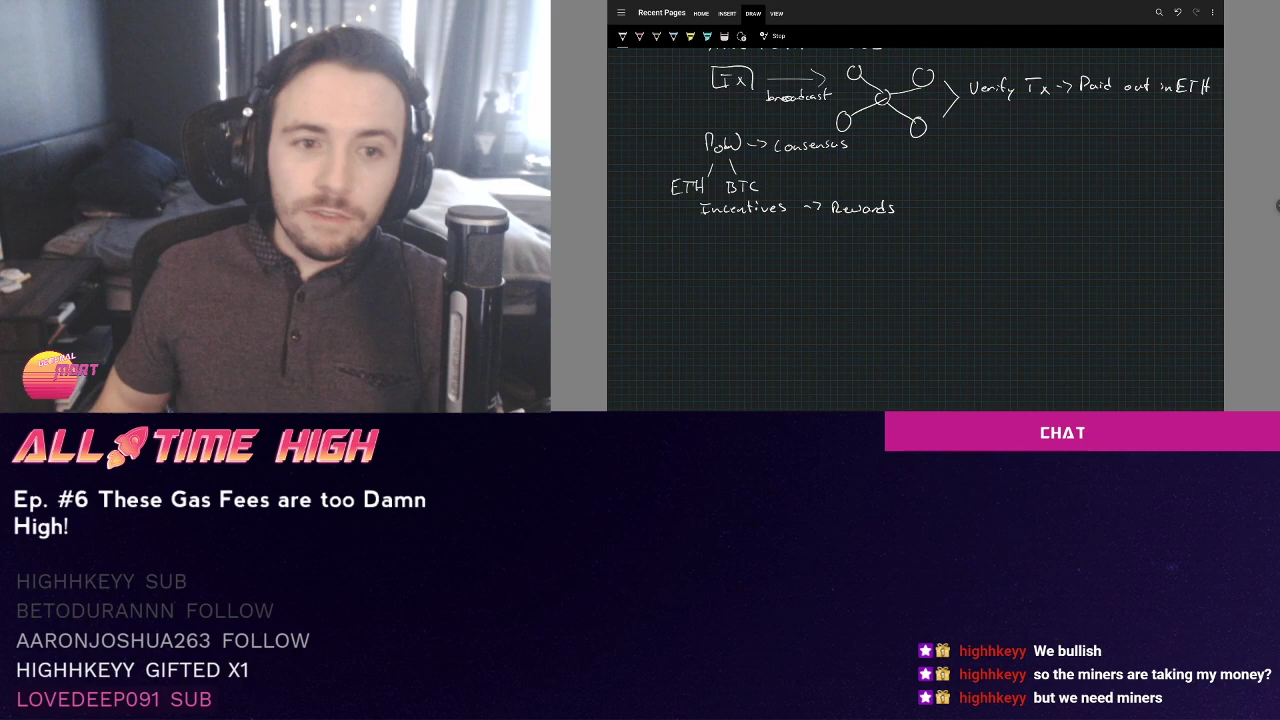 Recent Pages HOME INSERT DRAW VIEW
Stop
Tx broadcast Verify Tx -> Paid out in ETH
PoW -> Consensus
ETH BTC
Incentives -> Rewards
MORT
ALL TIME HIGH
CHAT
Ep. #6 These Gas Fees are too Damn
High!
HIGHHKEYY SUB
BETODURANNN FOLLOW
AARONJOSHUA263 FOLLOW
HIGHHKEYY GIFTED X1
LOVEDEEP091 SUB
highhkeyy We bullish
highhkeyy so the miners are taking my money?
highhkeyy but we need miners